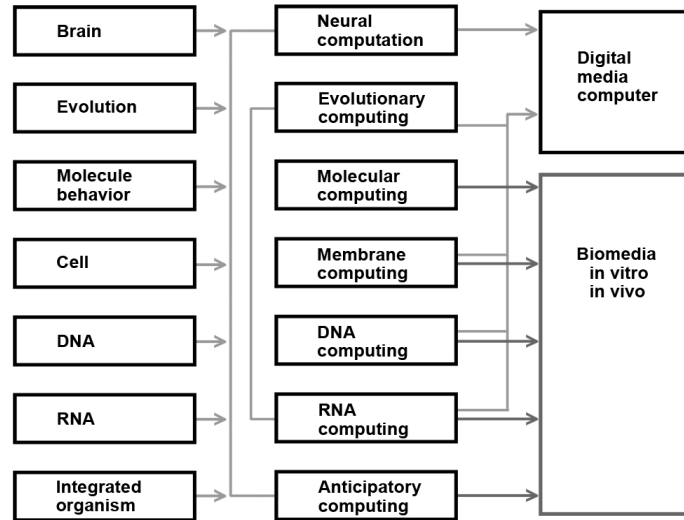 Brain
Evolution
Molecule
behavior
Cell
DNA
RNA
Integrated
organism
Neural
computation
Evolutionary
computing
Molecular
computing
Membrane
computing
DNA
computing
RNA
computing
Anticipatory
computing
Digital
media
computer
Biomedia
in vitro
in vivo